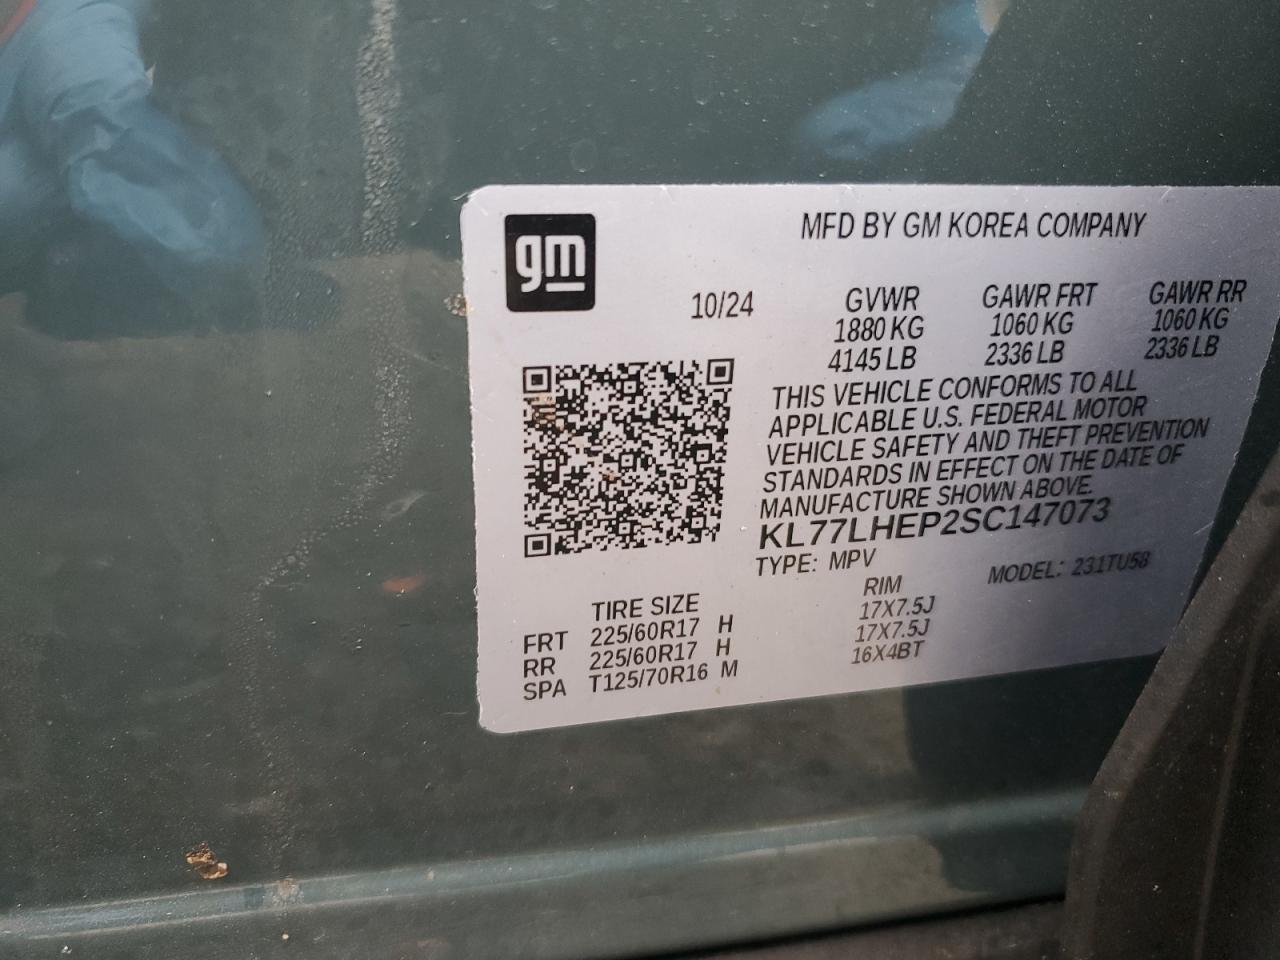 gm
MFD BY GM KOREA COMPANY
10/24 GVWR GAWR FRT GAWR RR
1880 KG 1060 KG 1060 KG
4145 LB 2336 LB 2336 LB
THIS VEHICLE CONFORMS TO ALL
APPLICABLE U.S. FEDERAL MOTOR
VEHICLE SAFETY AND THEFT PREVENTION
STANDARDS IN EFFECT ON THE DATE OF
MANUFACTURE SHOWN ABOVE.
KL77LHEP2SC147073
TYPE: MPV MODEL: 231TU58
TIRE SIZE RIM
FRT 225/60R17 H 17X7.5J
RR 225/60R17 H 17X7.5J
SPA T125/70R16 M 16X4BT